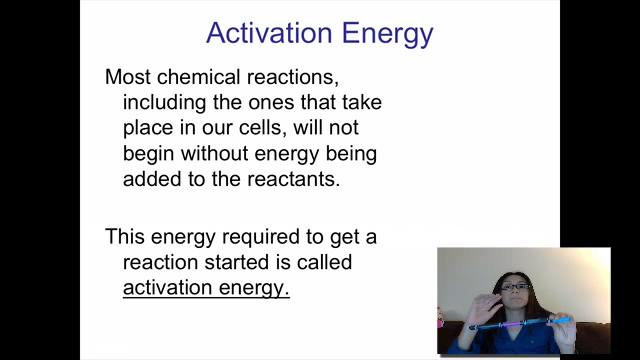 Activation Energy
Most chemical reactions,
including the ones that take
place in our cells, will not
begin without energy being
added to the reactants.
This energy required to get a
reaction started is called
activation energy.